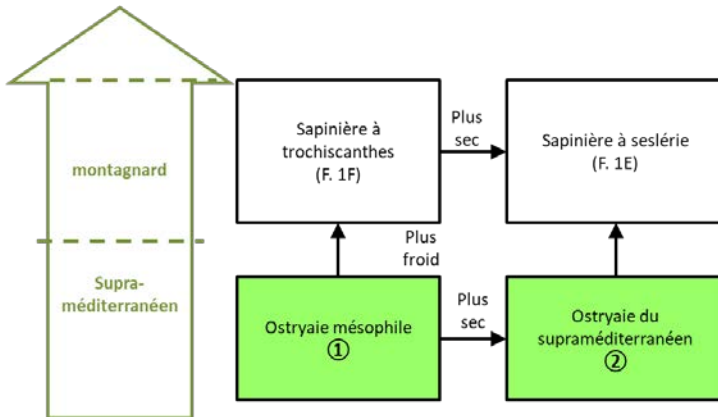 montagnard
Supra-
méditerranéen
Sapinière à
trochiscanthes
(F. 1F)
Plus
sec
Sapinière à seslérie
(F. 1E)
Plus
froid
Ostryaie mésophile
①
Plus
sec
Ostryaie du
supraméditerranéen
②